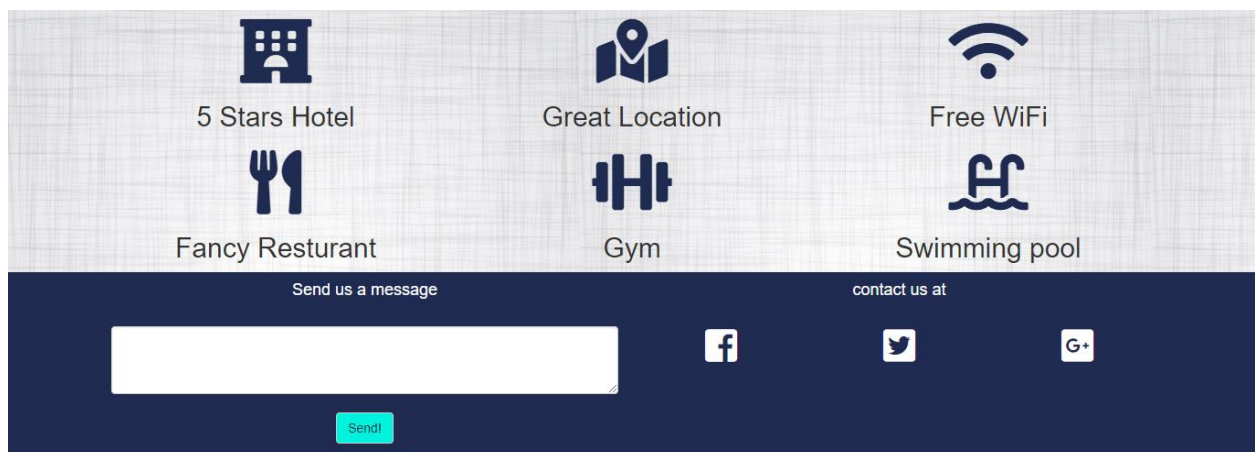 5 Stars Hotel
Great Location
Free WiFi
Fancy Resturant
Gym
Swimming pool
Send us a message
contact us at
G+
Send!